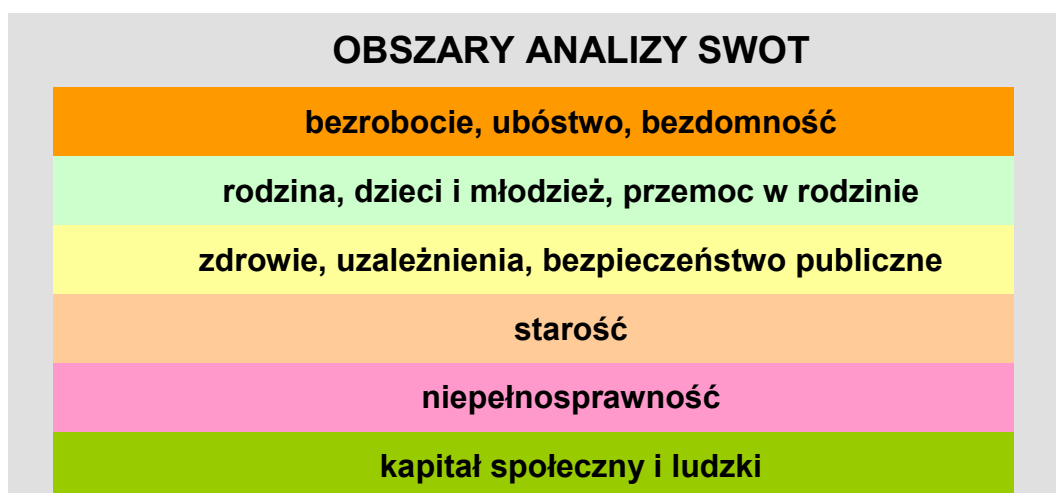 OBSZARY ANALIZY SWOT
bezrobocie, ubóstwo, bezdomność
rodzina, dzieci i młodzież, przemoc w rodzinie
zdrowie, uzależnienia, bezpieczeństwo publiczne
starość
niepełnosprawność
kapitał społeczny i ludzki